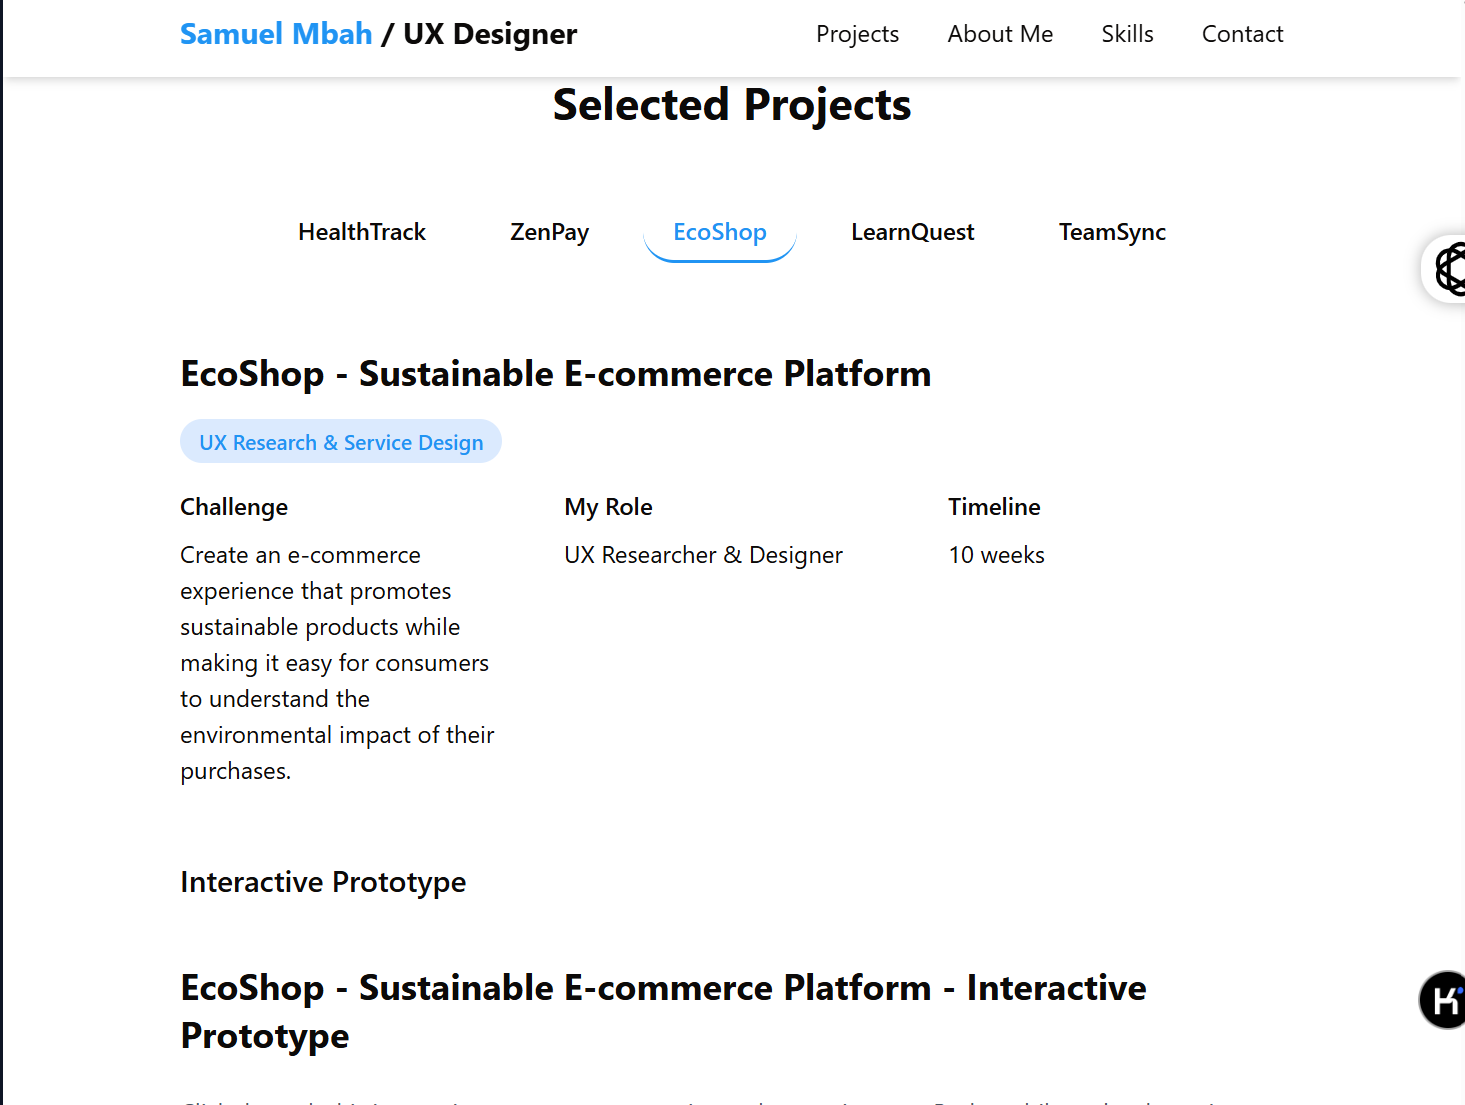 Samuel Mbah / UX Designer
Projects About Me Skills Contact
Selected Projects
HealthTrack ZenPay EcoShop LearnQuest TeamSync
EcoShop - Sustainable E-commerce Platform
UX Research & Service Design
Challenge
Create an e-commerce
experience that promotes
sustainable products while
making it easy for consumers
to understand the
environmental impact of their
purchases.
My Role
UX Researcher & Designer
Timeline
10 weeks
Interactive Prototype
EcoShop - Sustainable E-commerce Platform - Interactive
Prototype